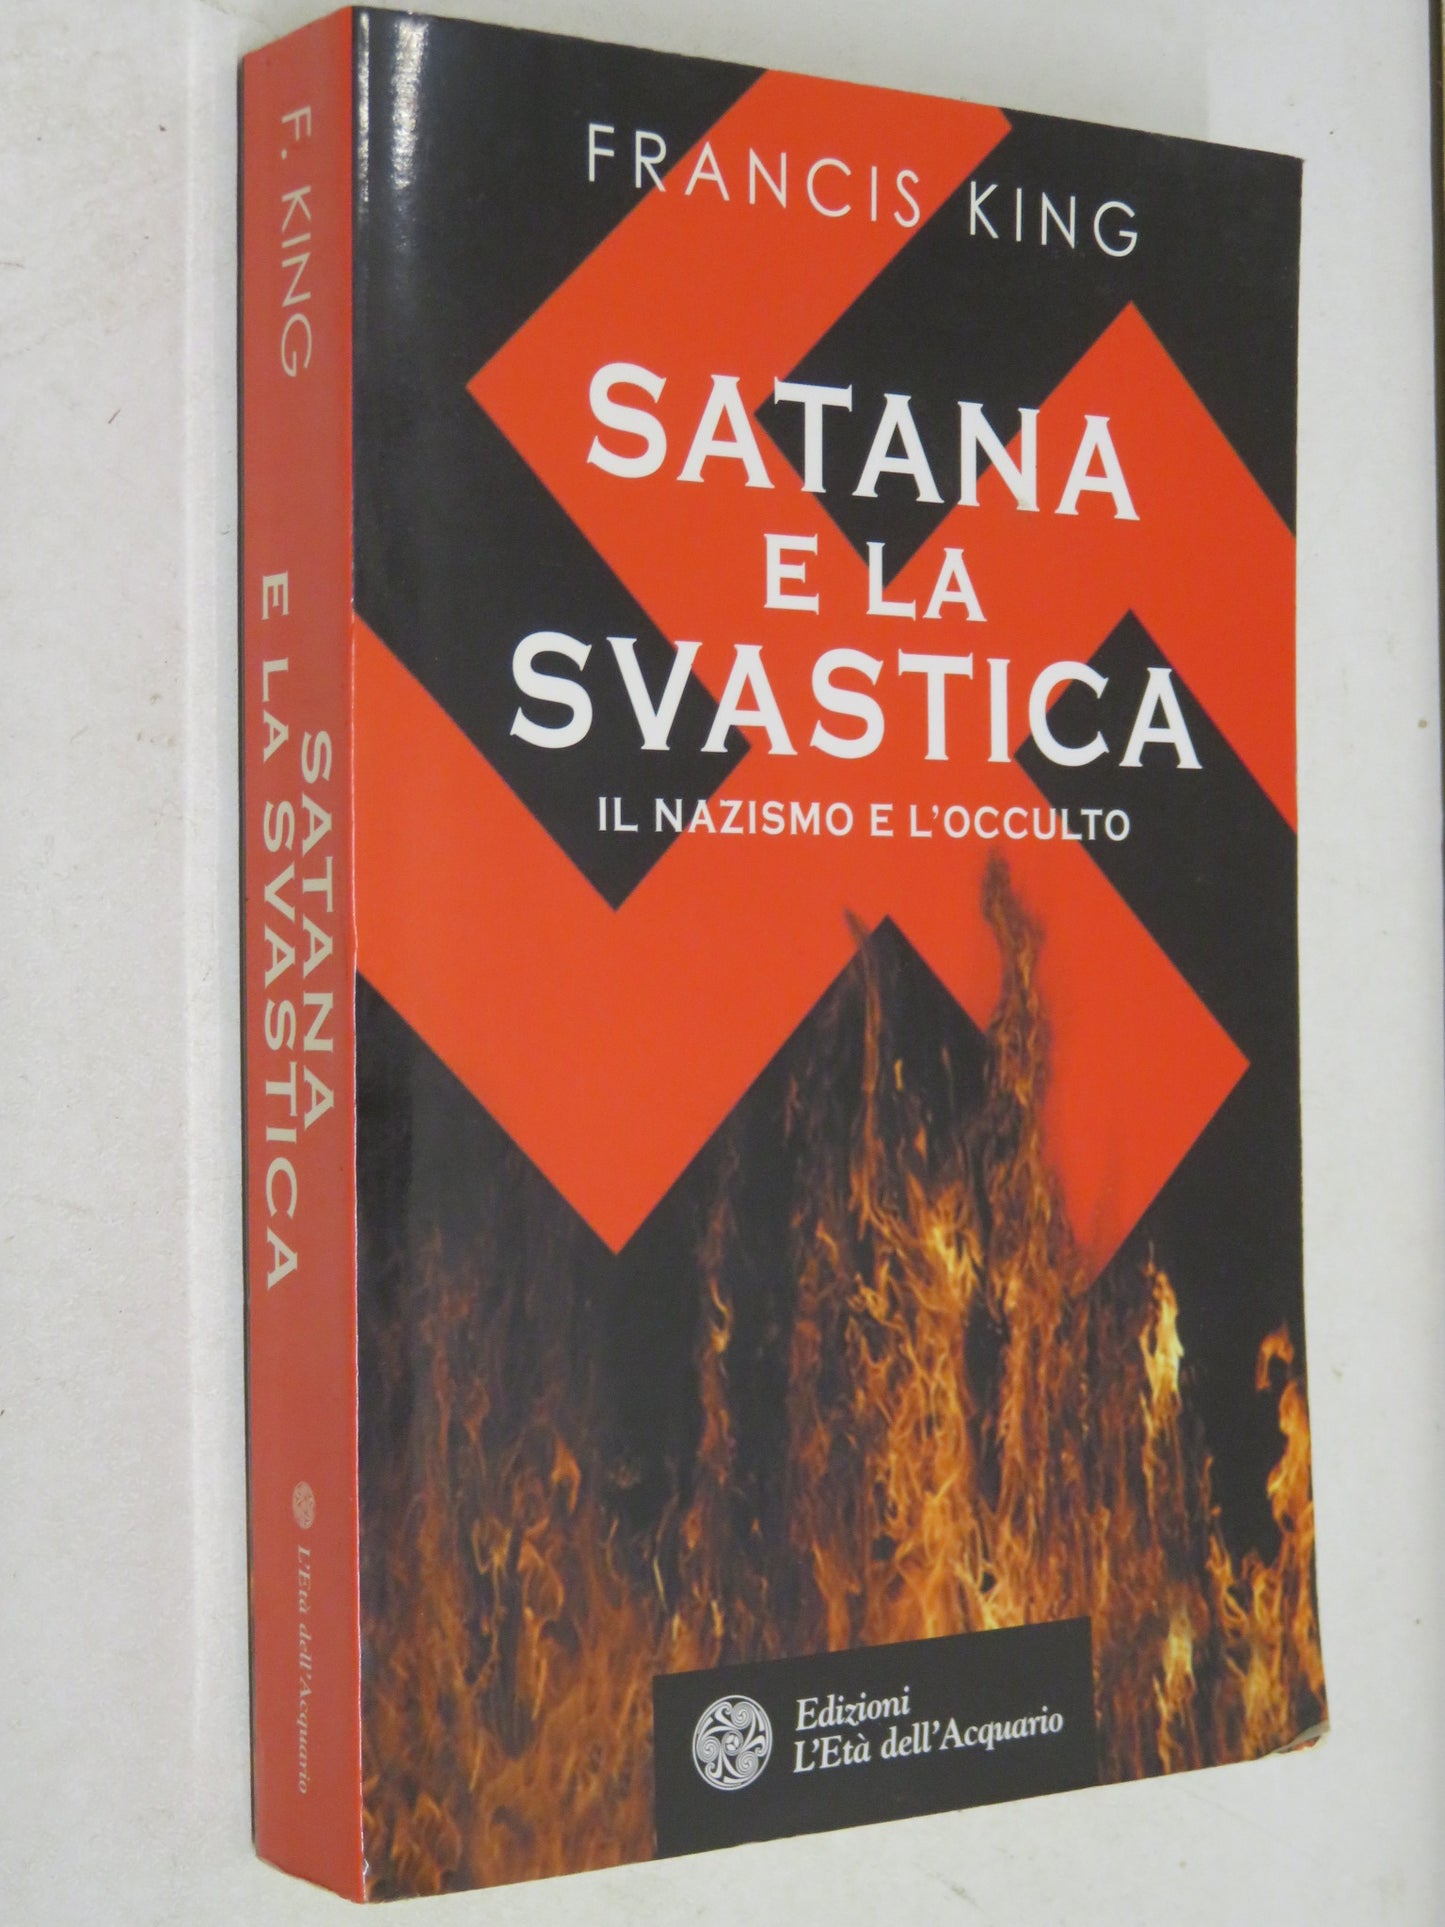 FRANCIS KING
SATANA
E LA
SVASTICA
IL NAZISMO E L'OCCULTO
Edizioni
L'Età dell'Acquario
F. KING
SATANA
E LA SVASTICA
L'Età dell'Acquario